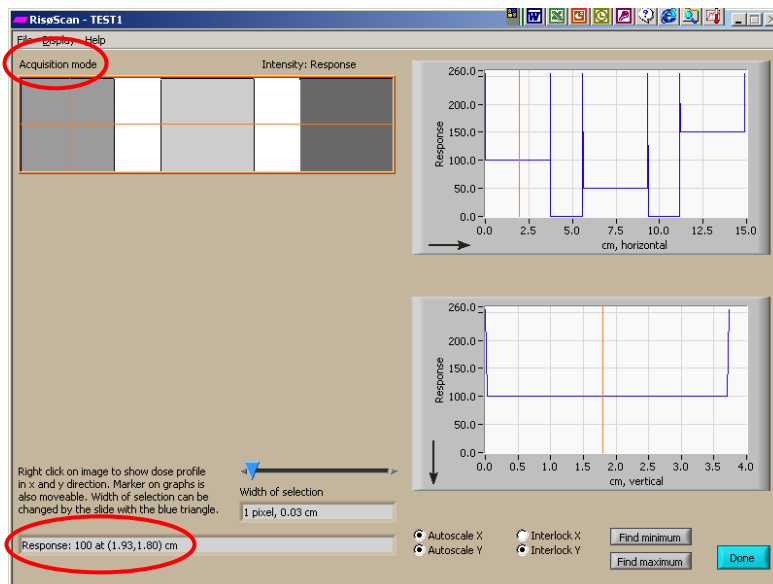 RisøScan - TEST1
File Display Help
Acquisition mode
Intensity: Response
260.0
200.0
150.0
100.0
50.0
0.0
Response
0.0 2.5 5.0 7.5 10.0 12.5 15.0
cm, horizontal
260.0
200.0
150.0
100.0
50.0
0.0
Response
0.0 0.5 1.0 1.5 2.0 2.5 3.0 3.5 4.0
cm, vertical
Right click on image to show dose profile
in x and y direction. Marker on graphs is
also moveable. Width of selection can be
changed by the slide with the blue triangle.
Width of selection
1 pixel, 0.03 cm
Response: 100 at (1.93,1.80) cm
Autoscale X
Autoscale Y
Interlock X
Interlock Y
Find minimum
Find maximum
Done